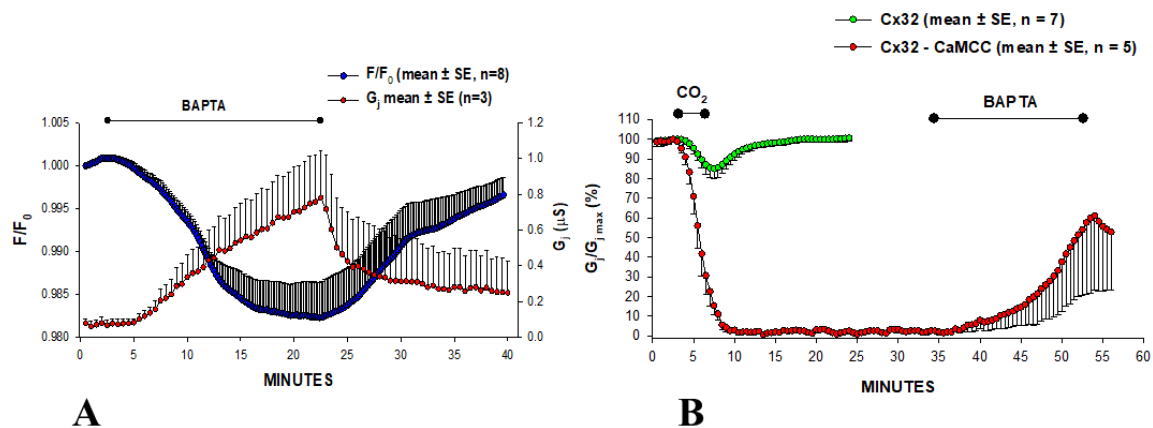 F/F0 (mean ± SE, n=8)
Gj mean ± SE (n=3)
BAPTA
1.005
1.000
0.995
0.990
0.985
0.980
F/F0
1.2
1.0
0.8
0.6
0.4
0.2
0.0
Gj (µS)
0 5 10 15 20 25 30 35 40
MINUTES
A
Cx32 (mean ± SE, n = 7)
Cx32 - CaMCC (mean ± SE, n = 5)
CO2
BAPTA
110
100
90
80
70
60
50
40
30
20
10
0
Gj/Gj max (%)
0 5 10 15 20 25 30 35 40 45 50 55 60
MINUTES
B